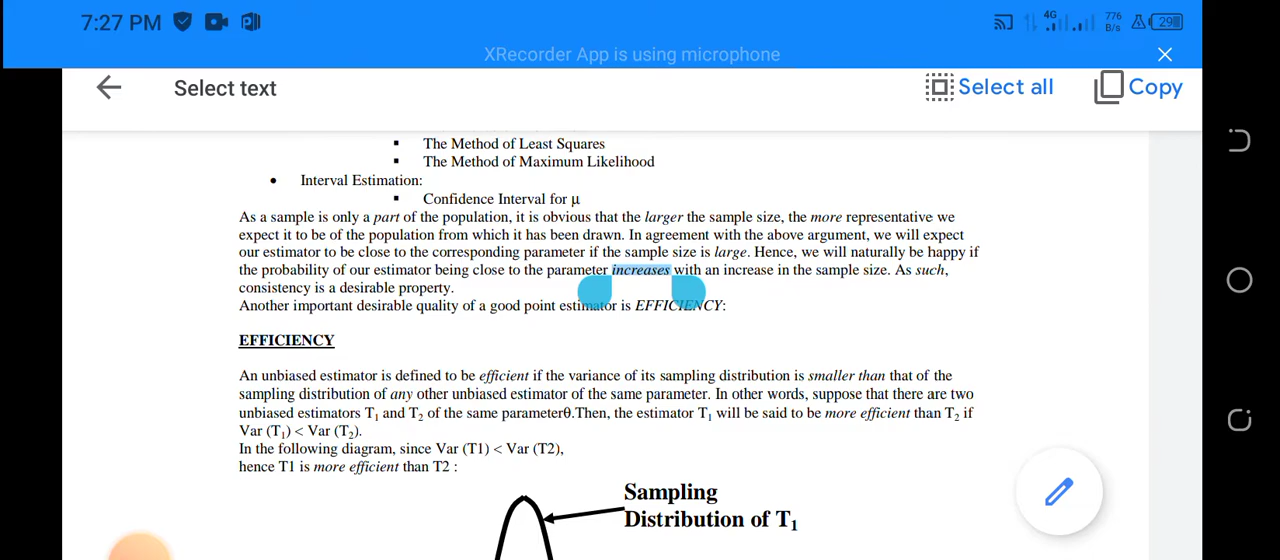 7:27 PM
4G
776
B/s
29
XRecorder App is using microphone
Select text
Select all
Copy
▪ The Method of Least Squares
▪ The Method of Maximum Likelihood
• Interval Estimation:
▪ Confidence Interval for μ
As a sample is only a part of the population, it is obvious that the larger the sample size, the more representative we
expect it to be of the population from which it has been drawn. In agreement with the above argument, we will expect
our estimator to be close to the corresponding parameter if the sample size is large. Hence, we will naturally be happy if
the probability of our estimator being close to the parameter increases with an increase in the sample size. As such,
consistency is a desirable property.
Another important desirable quality of a good point estimator is EFFICIENCY:
EFFICIENCY
An unbiased estimator is defined to be efficient if the variance of its sampling distribution is smaller than that of the
sampling distribution of any other unbiased estimator of the same parameter. In other words, suppose that there are two
unbiased estimators T₁ and T₂ of the same parameterθ.Then, the estimator T₁ will be said to be more efficient than T₂ if
Var (T₁) < Var (T₂).
In the following diagram, since Var (T1) < Var (T2),
hence T1 is more efficient than T2 :
Sampling
Distribution of T₁